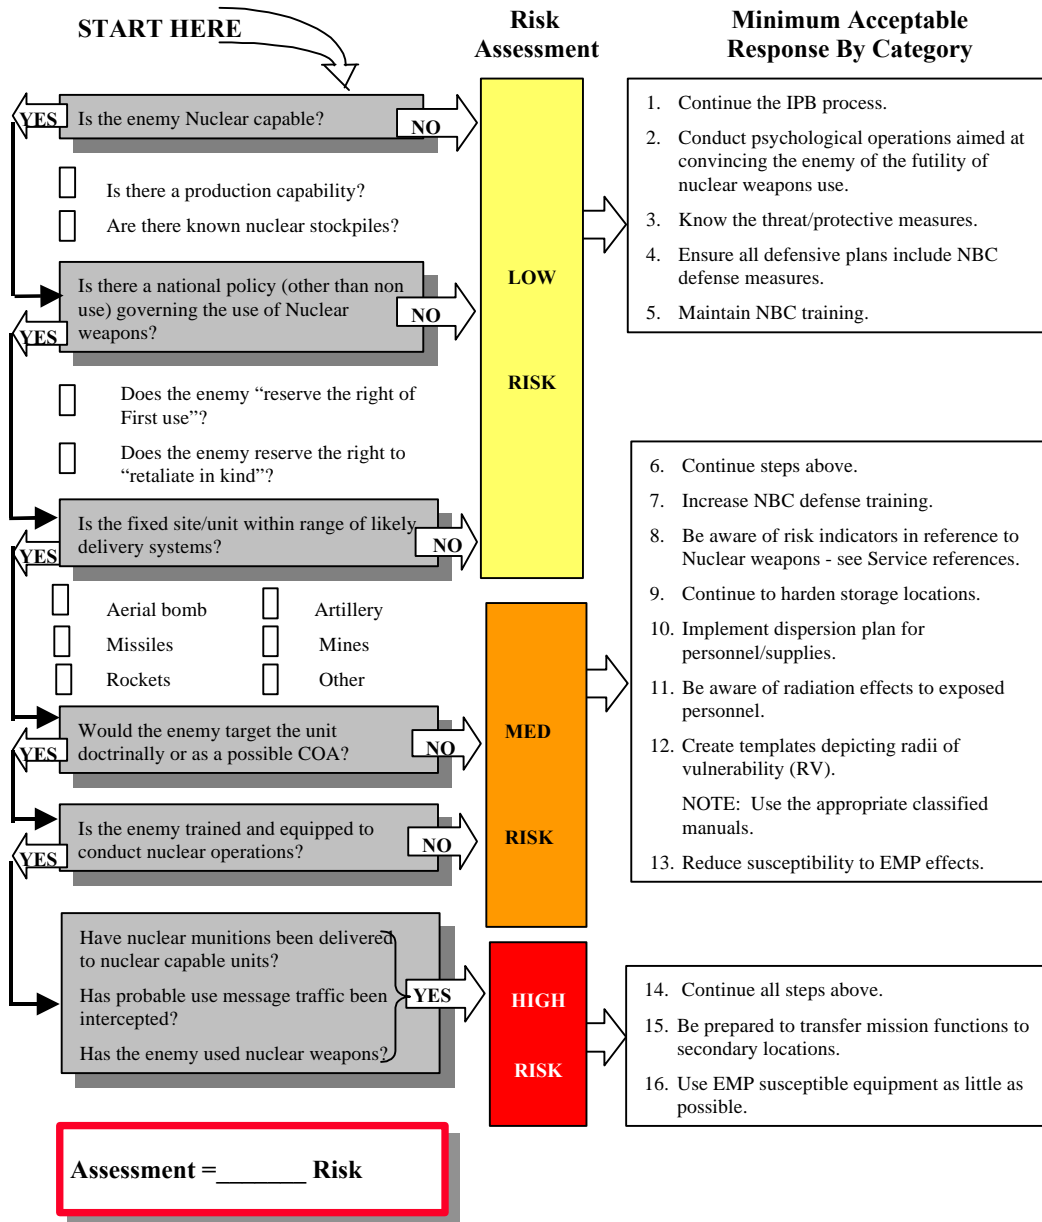 START HERE
Risk
Assessment
Minimum Acceptable
Response By Category
YES
Is the enemy Nuclear capable?
NO
Is there a production capability?
Are there known nuclear stockpiles?
Is there a national policy (other than non
use) governing the use of Nuclear
weapons?
YES
NO
Does the enemy “reserve the right of
First use”?
Does the enemy reserve the right to
“retaliate in kind”?
Is the fixed site/unit within range of likely
delivery systems?
YES
NO
Aerial bomb
Artillery
Missiles
Mines
Rockets
Other
Would the enemy target the unit
doctrinally or as a possible COA?
YES
NO
Is the enemy trained and equipped to
conduct nuclear operations?
YES
NO
Have nuclear munitions been delivered
to nuclear capable units?
Has probable use message traffic been
intercepted?
Has the enemy used nuclear weapons?
YES
LOW
RISK
MED
RISK
HIGH
RISK
1. Continue the IPB process.
2. Conduct psychological operations aimed at
convincing the enemy of the futility of
nuclear weapons use.
3. Know the threat/protective measures.
4. Ensure all defensive plans include NBC
defense measures.
5. Maintain NBC training.
6. Continue steps above.
7. Increase NBC defense training.
8. Be aware of risk indicators in reference to
Nuclear weapons - see Service references.
9. Continue to harden storage locations.
10. Implement dispersion plan for
personnel/supplies.
11. Be aware of radiation effects to exposed
personnel.
12. Create templates depicting radii of
vulnerability (RV).
NOTE: Use the appropriate classified
manuals.
13. Reduce susceptibility to EMP effects.
14. Continue all steps above.
15. Be prepared to transfer mission functions to
secondary locations.
16. Use EMP susceptible equipment as little as
possible.
Assessment =_______ Risk